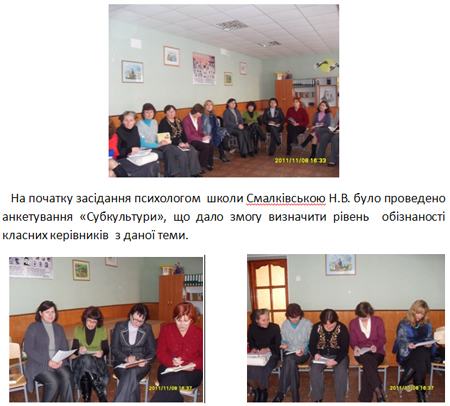 2011/11/08 16:33
На початку засідання психологом школи Смалківською Н.В. було проведено
анкетування «Субкультури», що дало змогу визначити рівень обізнаності
класних керівників з даної теми.
2011/11/08 16:37
2011/11/08 16:37